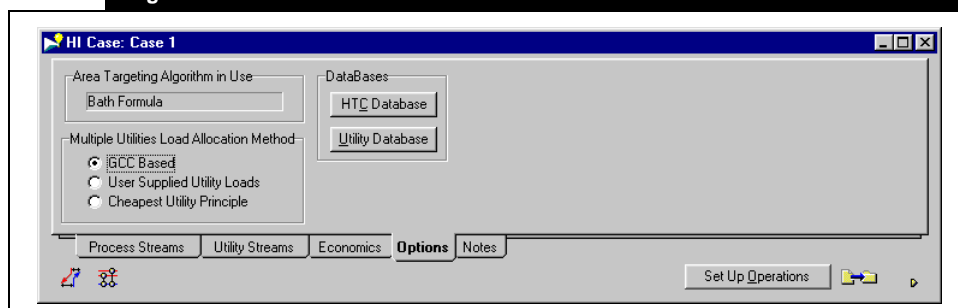 HI Case: Case 1
Area Targeting Algorithm in Use
Bath Formula
DataBases
HTC Database
Utility Database
Multiple Utilities Load Allocation Method
GCC Based
User Supplied Utility Loads
Cheapest Utility Principle
Process Streams Utility Streams Economics Options Notes
Set Up Operations